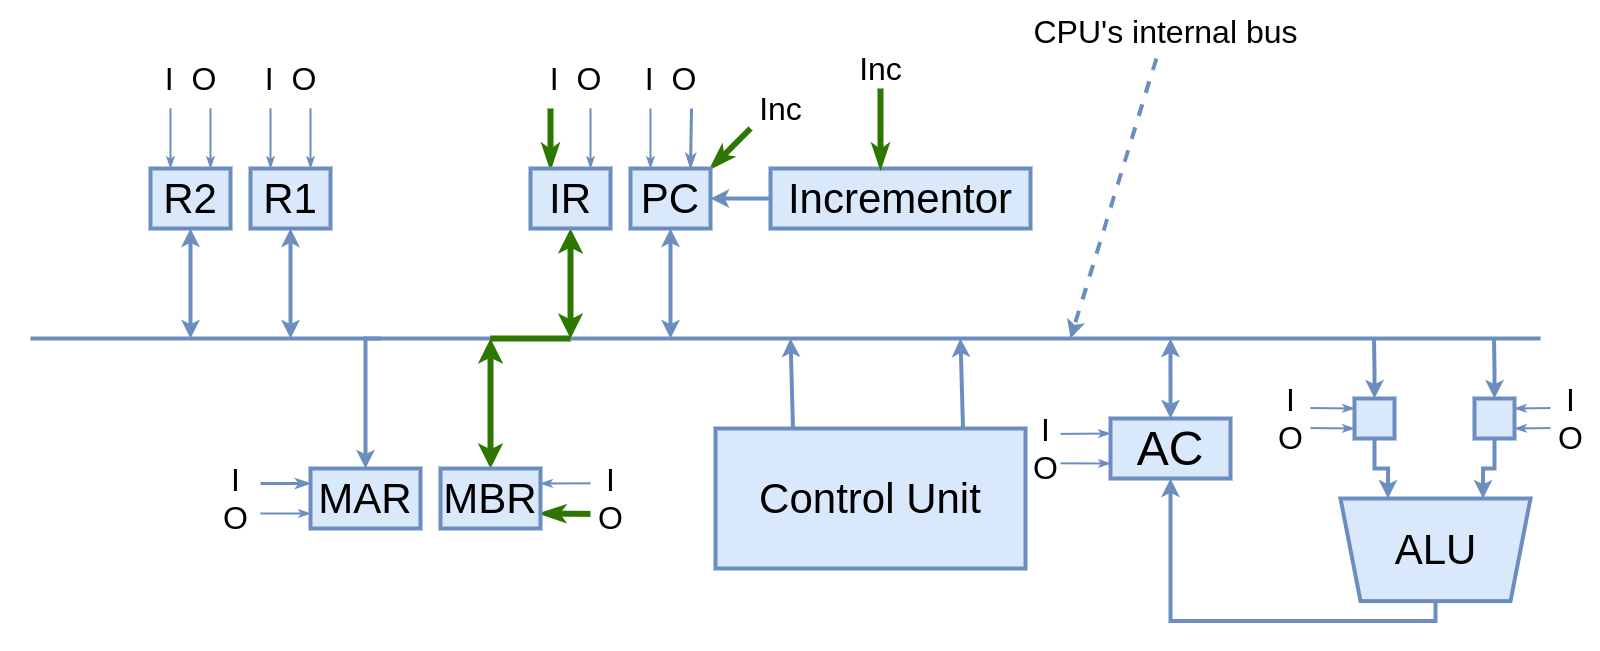 CPU's internal bus
I O
I O
I O
I O
Inc
Inc
R2
R1
IR
PC
Incrementor
I
O
MAR
MBR
I
O
Control Unit
I
O
AC
I
O
I
O
ALU